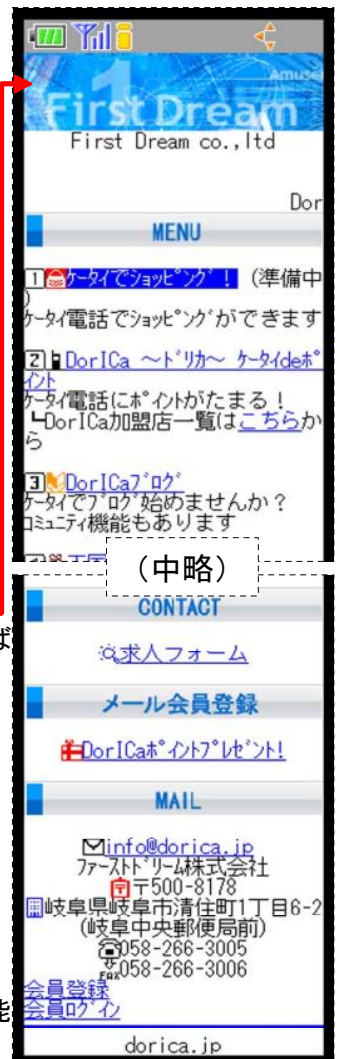 Amuse
First Dream
First Dream co.,ltd
Dor
MENU
1ケータイでショッピング! (準備中
)
ケータイ電話でショッピングができます
2DorICa ~ドリカ~ ケータイdeポ
イント
ケータイ電話にポイントがたまる!
┗DorICa加盟店一覧はこちらか
ら
3DorICaブログ
ケータイでブログ始めませんか?
コミュニティ機能もあります
(中略)
CONTACT
ば
求人フォーム
メール会員登録
DorICaポイントプレゼント!
MAIL
info@dorica.jp
ファーストドリーム株式会社
〒500-8178
岐阜県岐阜市清住町1丁目6-2
(岐阜中央郵便局前)
058-266-3005
FAX058-266-3006
会員登録
能
会員ログイン
dorica.jp